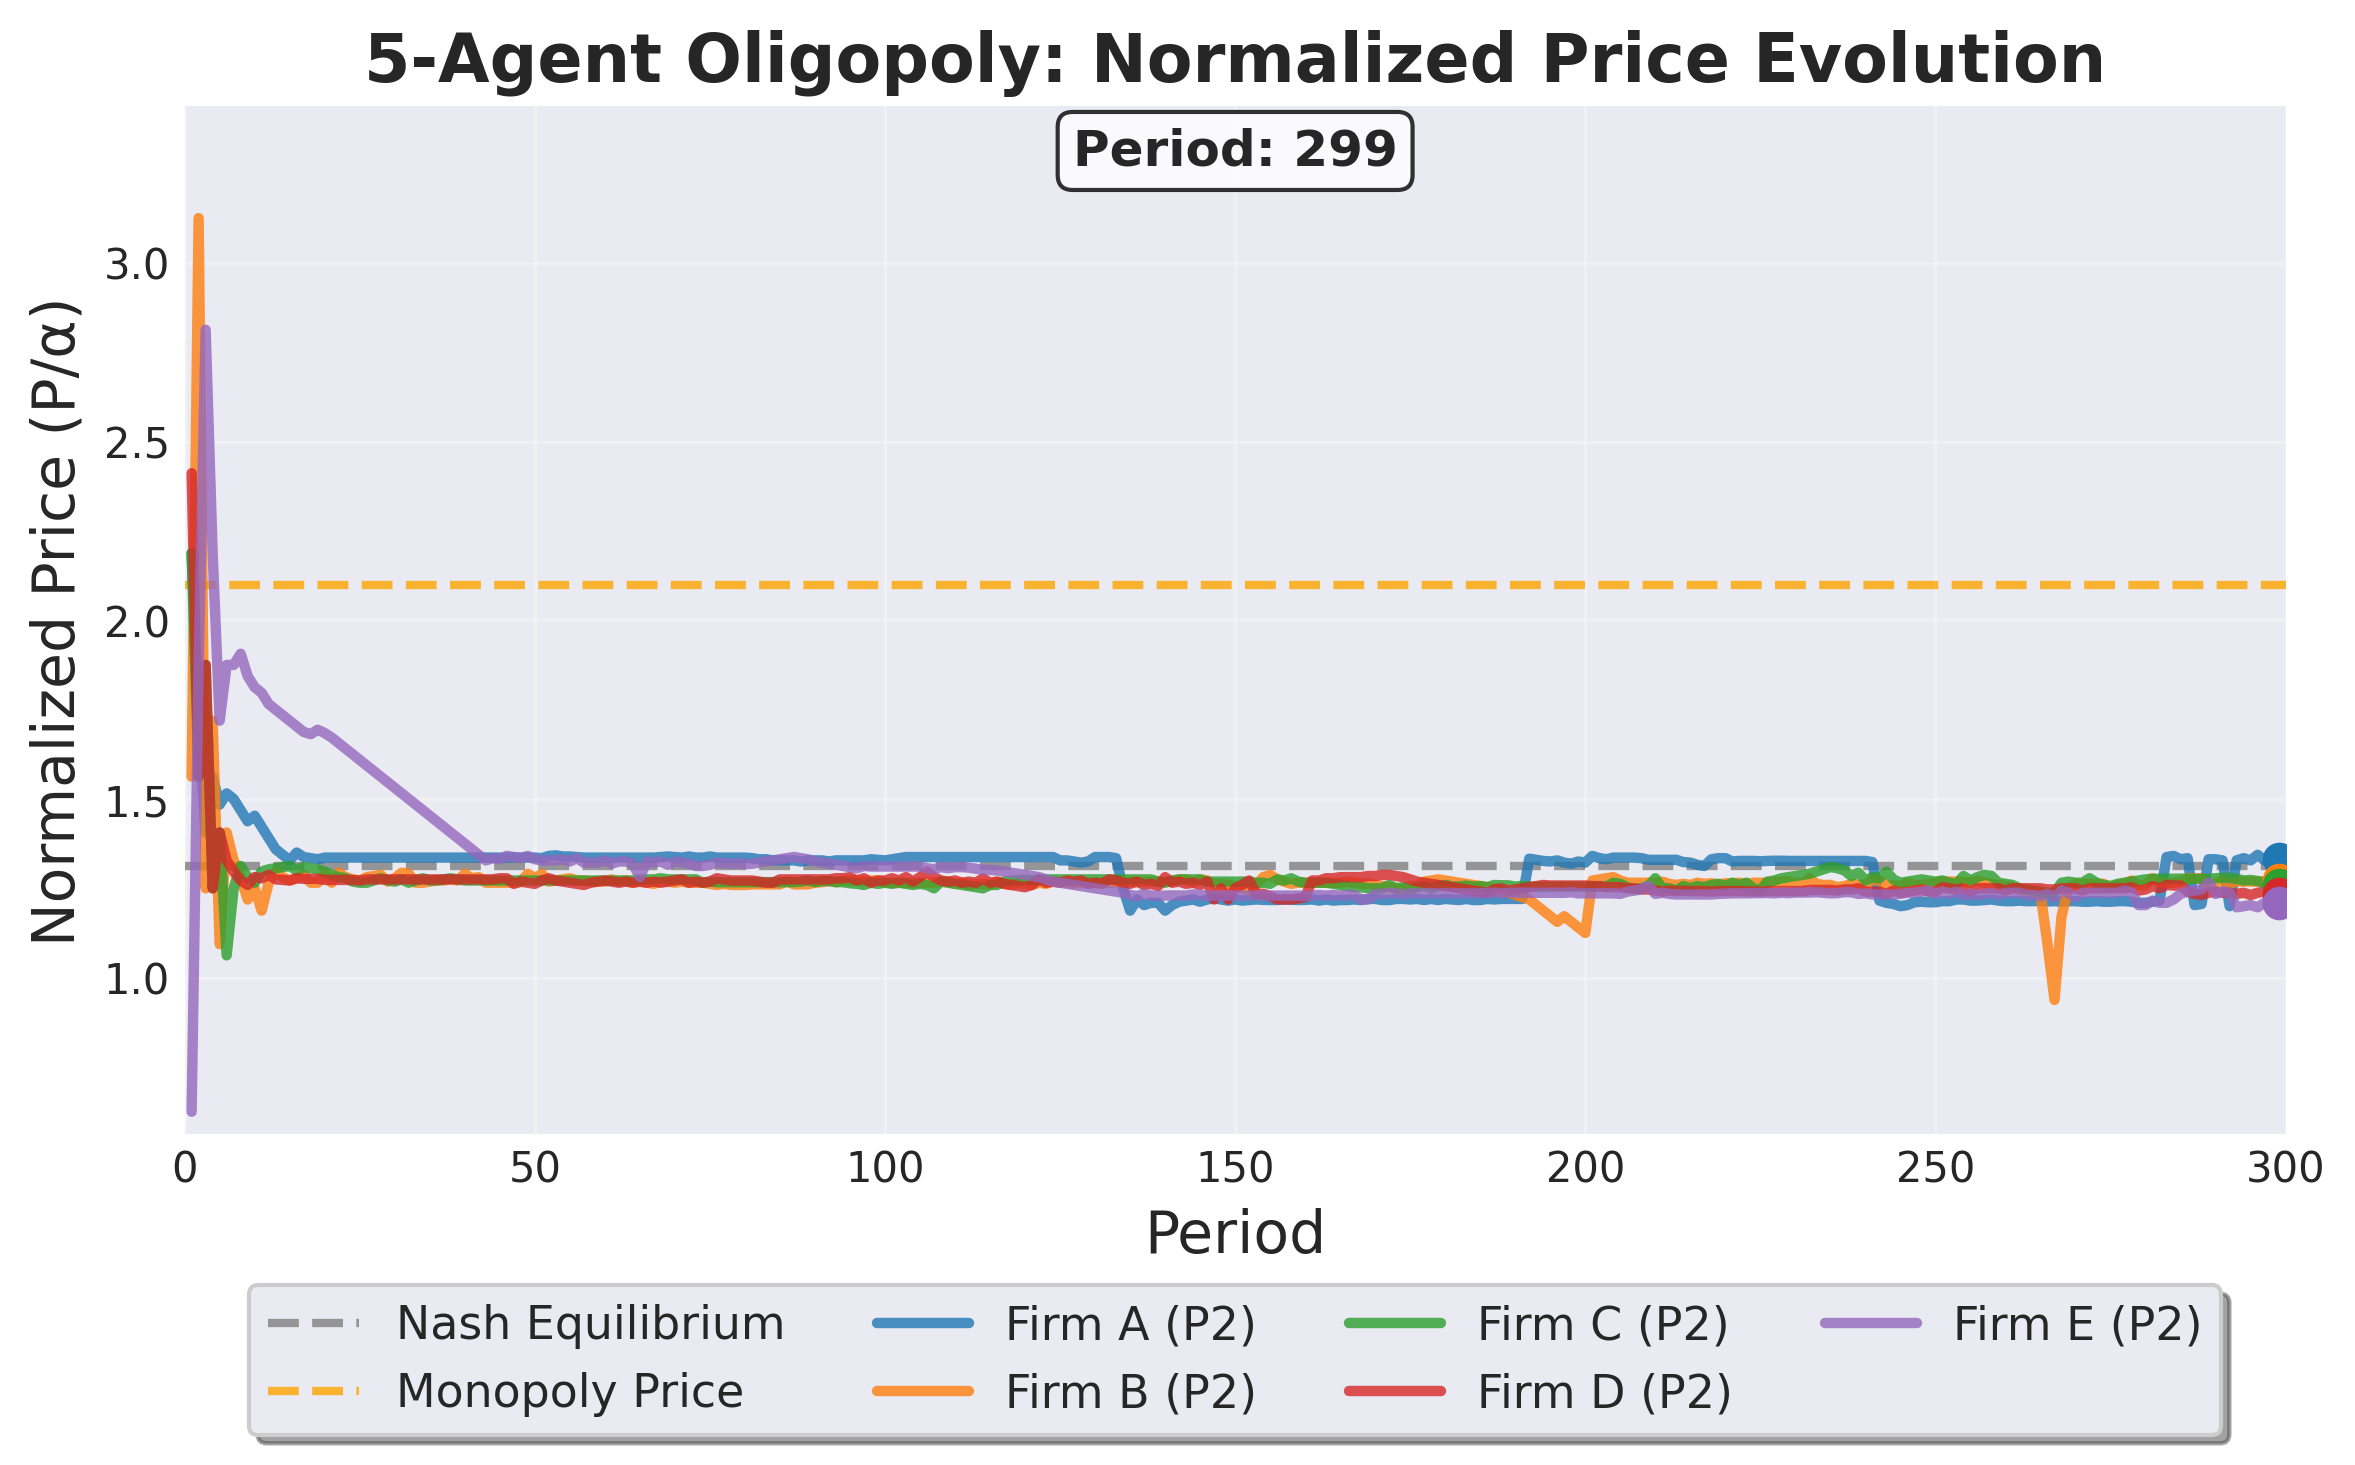 5-Agent Oligopoly: Normalized Price Evolution
Period: 299
Normalized Price (P/α)
3.0
2.5
2.0
1.5
1.0
0 50 100 150 200 250 300
Period
Nash Equilibrium Firm A (P2) Firm C (P2) Firm E (P2)
Monopoly Price Firm B (P2) Firm D (P2)